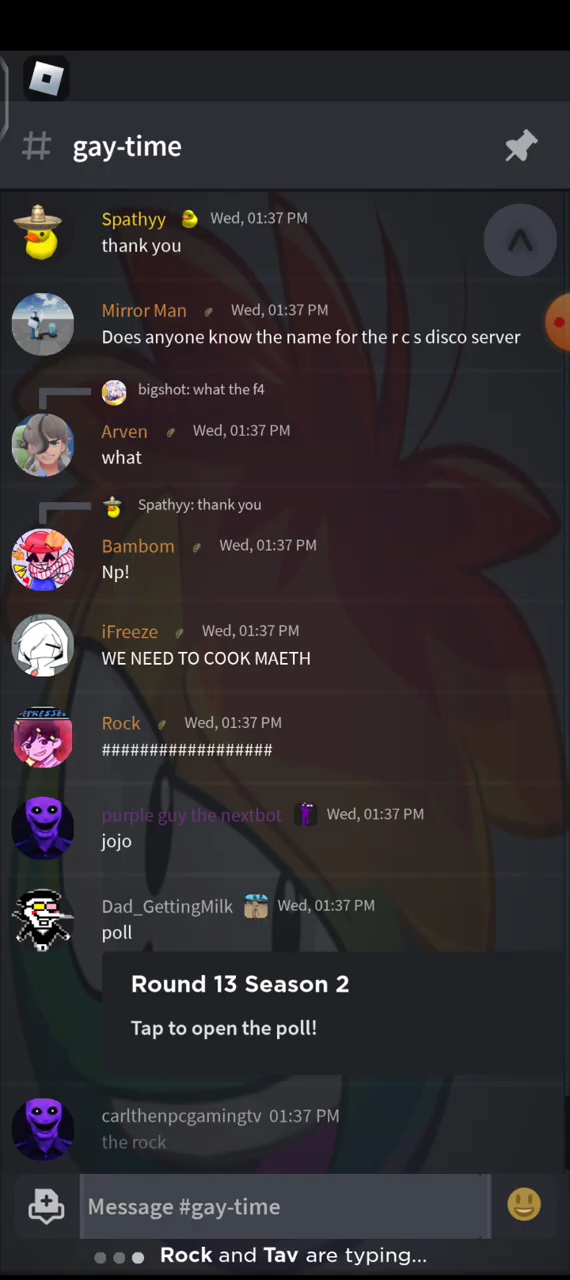 # gay-time
Spathyy Wed, 01:37 PM
thank you
Mirror Man Wed, 01:37 PM
Does anyone know the name for the r c s disco server
bigshot: what the f4
Arven Wed, 01:37 PM
what
Spathyy: thank you
Bambom Wed, 01:37 PM
Np!
iFreeze Wed, 01:37 PM
WE NEED TO COOK MAETH
Rock Wed, 01:37 PM
##################
purple guy the nextbot Wed, 01:37 PM
jojo
Dad_GettingMilk Wed, 01:37 PM
poll
Round 13 Season 2
Tap to open the poll!
carlthenpcgamingtv 01:37 PM
the rock
Message #gay-time
Rock and Tav are typing...